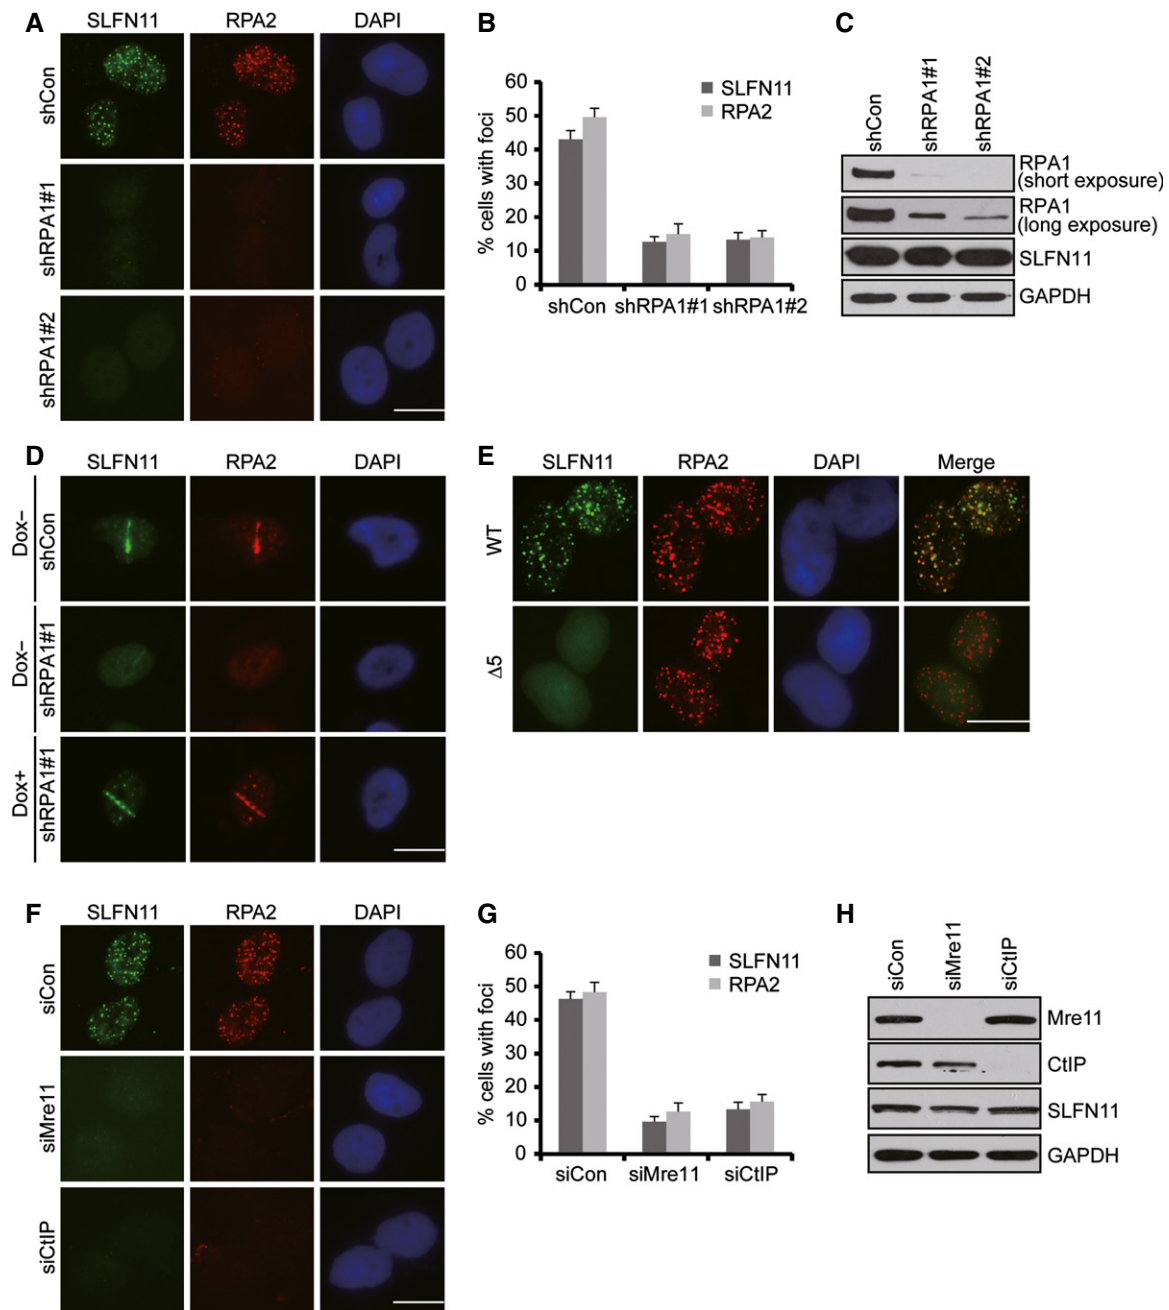 A
SLFN11 RPA2 DAPI
shCon
shRPA1#1
shRPA1#2
B
60
50
40
30
20
10
0
% cells with foci
SLFN11
RPA2
shCon shRPA1#1 shRPA1#2
C
shCon
shRPA1#1
shRPA1#2
RPA1
(short exposure)
RPA1
(long exposure)
SLFN11
GAPDH
D
SLFN11 RPA2 DAPI
Dox–
shCon
Dox–
shRPA1#1
Dox+
shRPA1#1
E
SLFN11 RPA2 DAPI Merge
WT
Δ5
F
SLFN11 RPA2 DAPI
siCon
siMre11
siCtIP
G
60
50
40
30
20
10
0
% cells with foci
SLFN11
RPA2
siCon siMre11 siCtIP
H
siCon
siMre11
siCtIP
Mre11
CtIP
SLFN11
GAPDH